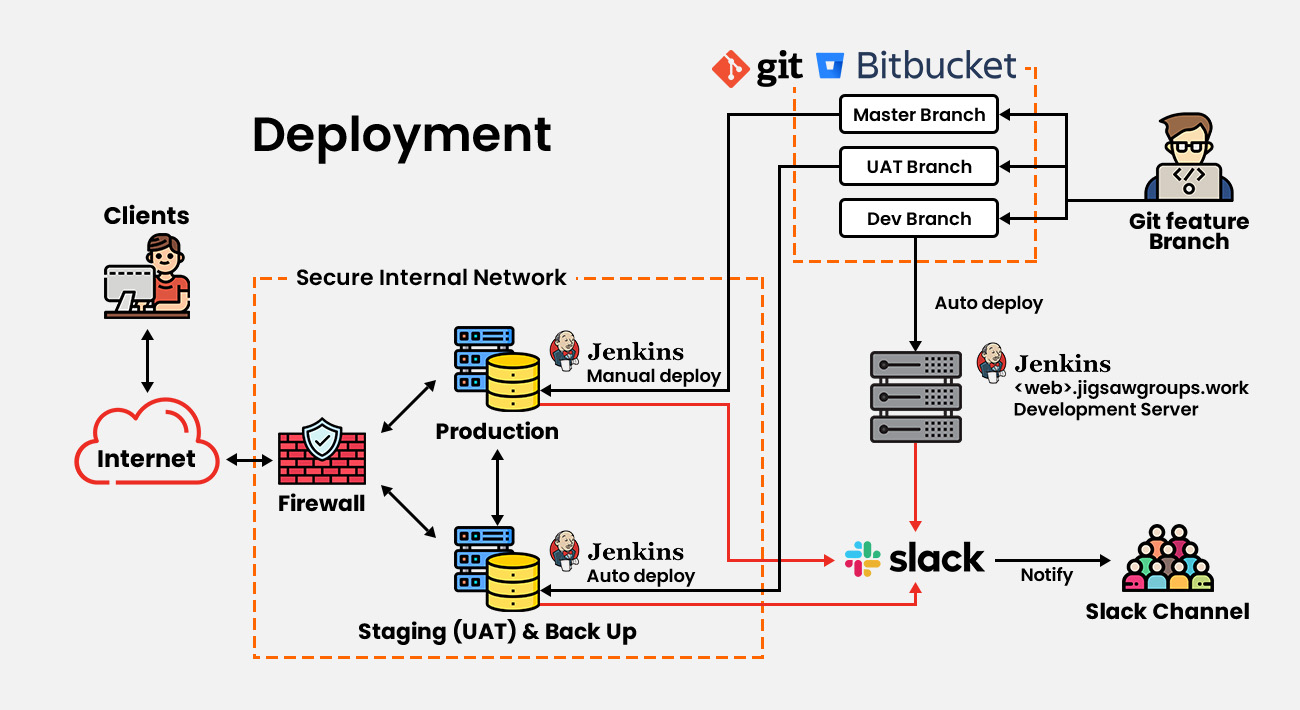 git Bitbucket
Deployment
Master Branch
UAT Branch
Dev Branch
Git feature
Branch
Clients
Secure Internal Network
Auto deploy
Jenkins
Manual deploy
Production
Jenkins
<web>.jigsawgroups.work
Development Server
Internet
Firewall
Jenkins
Auto deploy
Staging (UAT) & Back Up
slack
Notify
Slack Channel